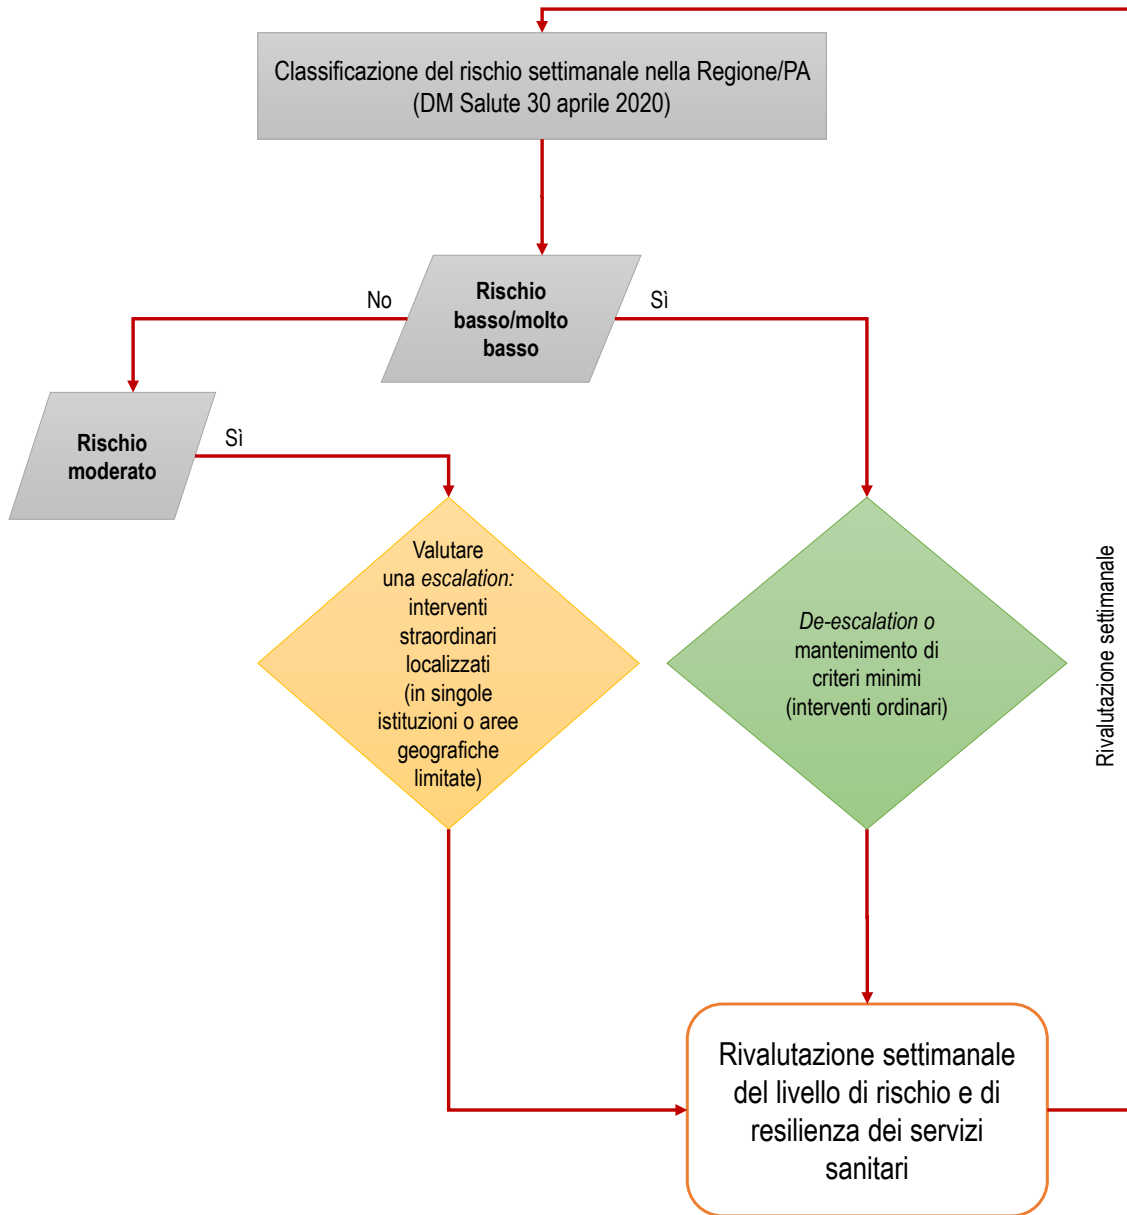 Classificazione del rischio settimanale nella Regione/PA
(DM Salute 30 aprile 2020)
No
Rischio
basso/molto
basso
Sì
Rischio
moderato
Sì
Valutare
una escalation:
interventi
straordinari
localizzati
(in singole
istituzioni o aree
geografiche
limitate)
De-escalation o
mantenimento di
criteri minimi
(interventi ordinari)
Rivalutazione settimanale
Rivalutazione settimanale
del livello di rischio e di
resilienza dei servizi
sanitari